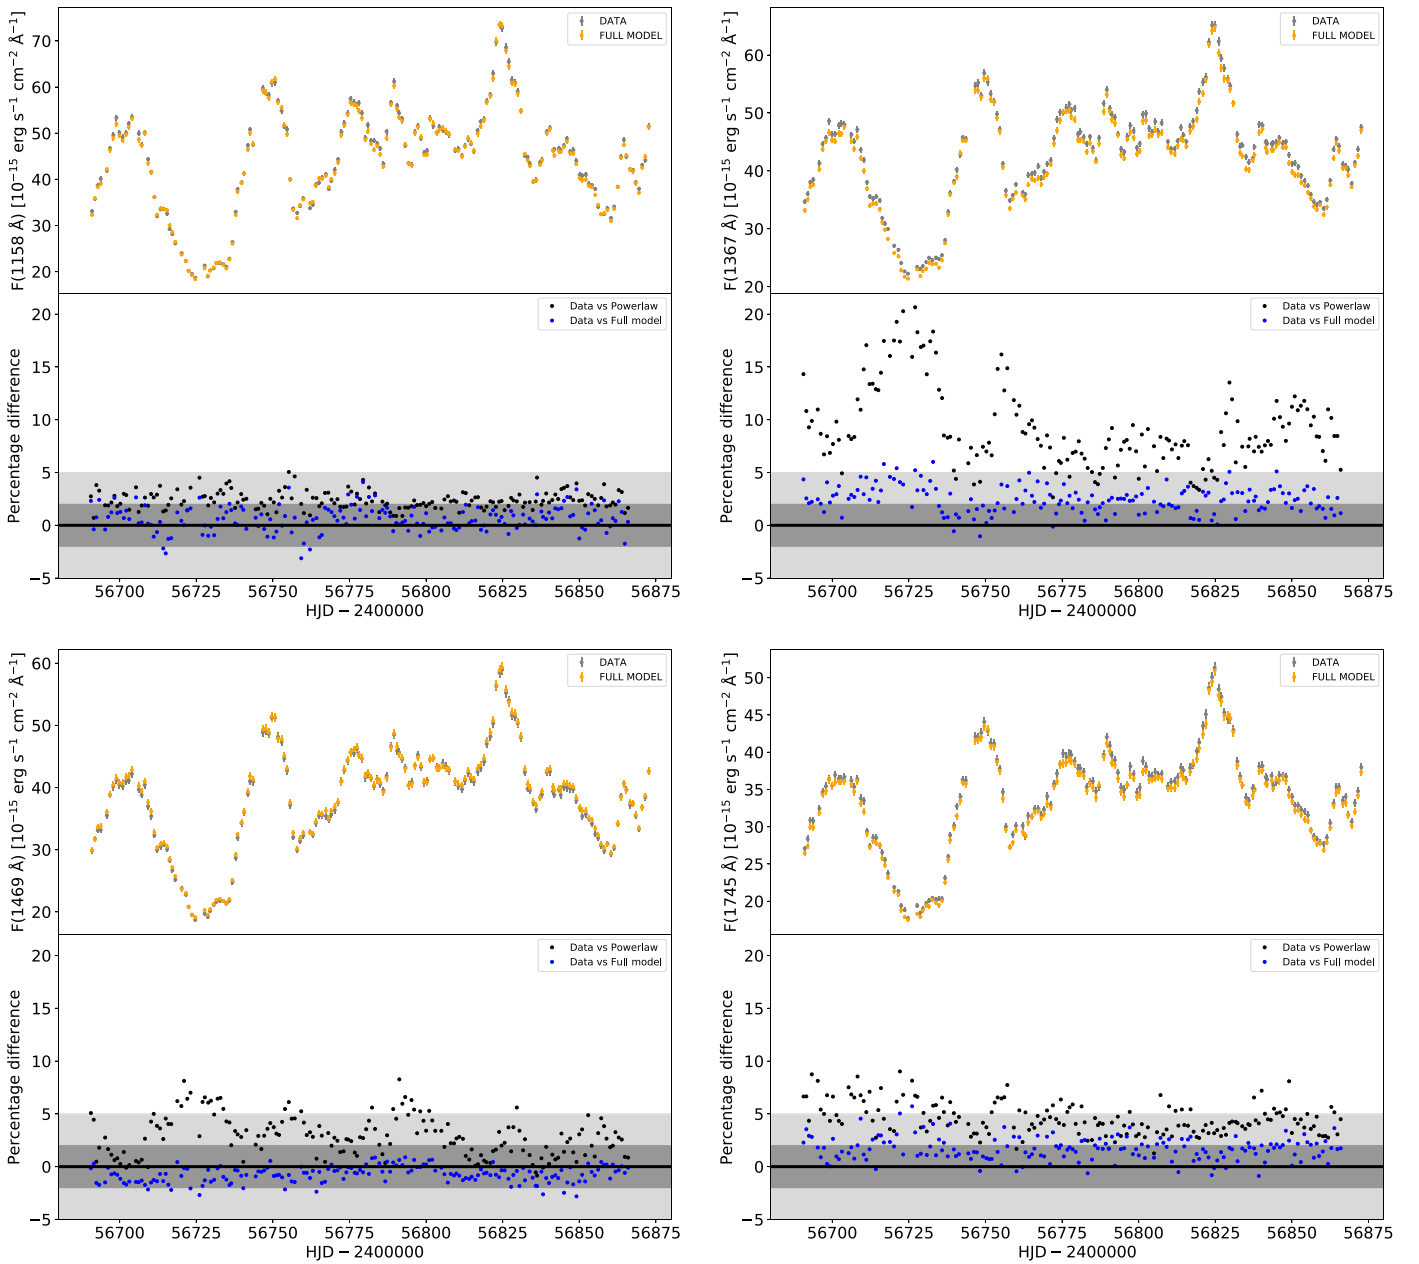 DATA
FULL MODEL
F(1158 Å) [10⁻¹⁵ erg s⁻¹ cm⁻² Å⁻¹]
70
60
50
40
30
20
Data vs Powerlaw
Data vs Full model
Percentage difference
20
15
10
5
0
−5
56700 56725 56750 56775 56800 56825 56850 56875
HJD − 2400000
DATA
FULL MODEL
F(1367 Å) [10⁻¹⁵ erg s⁻¹ cm⁻² Å⁻¹]
60
50
40
30
20
Data vs Powerlaw
Data vs Full model
Percentage difference
20
15
10
5
0
−5
56700 56725 56750 56775 56800 56825 56850 56875
HJD − 2400000
DATA
FULL MODEL
F(1469 Å) [10⁻¹⁵ erg s⁻¹ cm⁻² Å⁻¹]
60
50
40
30
20
Data vs Powerlaw
Data vs Full model
Percentage difference
20
15
10
5
0
−5
56700 56725 56750 56775 56800 56825 56850 56875
HJD − 2400000
DATA
FULL MODEL
F(1745 Å) [10⁻¹⁵ erg s⁻¹ cm⁻² Å⁻¹]
50
45
40
35
30
25
20
Data vs Powerlaw
Data vs Full model
Percentage difference
20
15
10
5
0
−5
56700 56725 56750 56775 56800 56825 56850 56875
HJD − 2400000